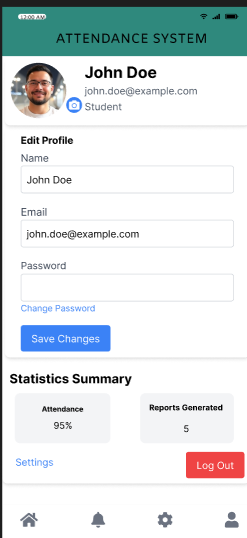 12:00 AM
ATTENDANCE SYSTEM
John Doe
john.doe@example.com
Student
Edit Profile
Name
John Doe
Email
john.doe@example.com
Password
Change Password
Save Changes
Statistics Summary
Attendance
95%
Reports Generated
5
Settings
Log Out